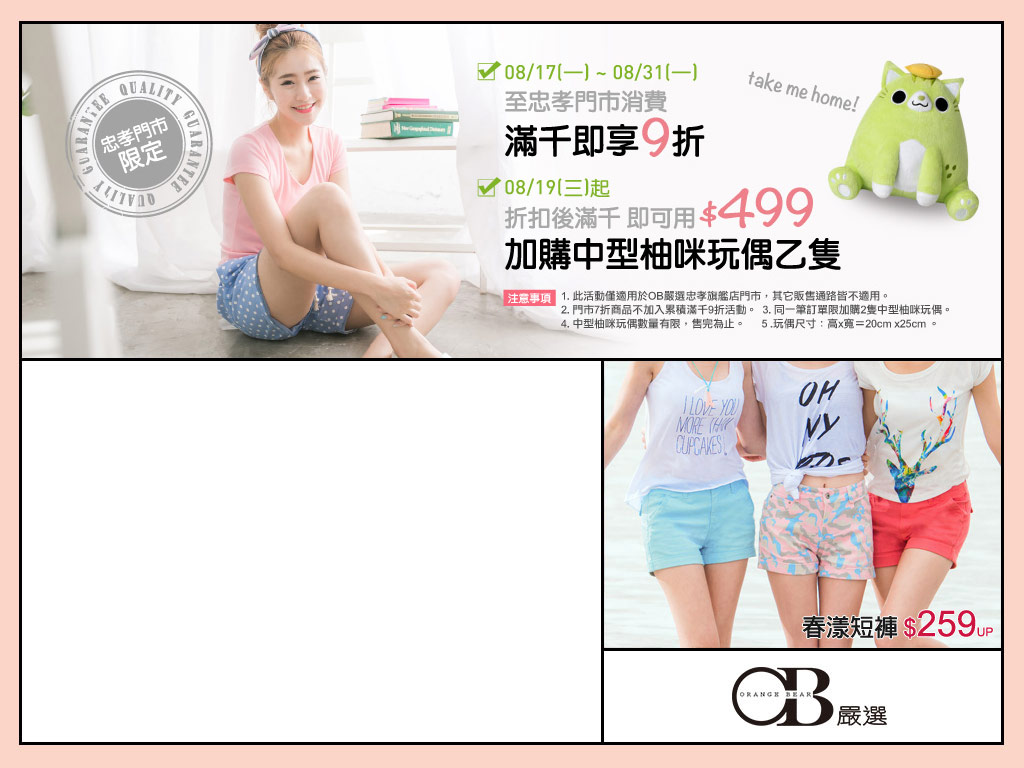 QUALITY GUARANTEE
QUALITY GUARANTEE
忠孝門市
限定
08/17(一) ~ 08/31(一)
至忠孝門市消費
滿千即享9折
08/19(三)起
折扣後滿千 即可用$499
加購中型柚咪玩偶乙隻
take me home!
注意事項 1. 此活動僅適用於OB嚴選忠孝旗艦店門市，其它販售通路皆不適用。
2. 門市7折商品不加入累積滿千9折活動。 3. 同一筆訂單限加購2隻中型柚咪玩偶。
4. 中型柚咪玩偶數量有限，售完為止。 5.玩偶尺寸：高x寬＝20cm x25cm 。
I LOVE YOU
MORE THAN
CUPCAKES.
OH
MY
春漾短褲 $259UP
ORANGE BEAR
OB嚴選